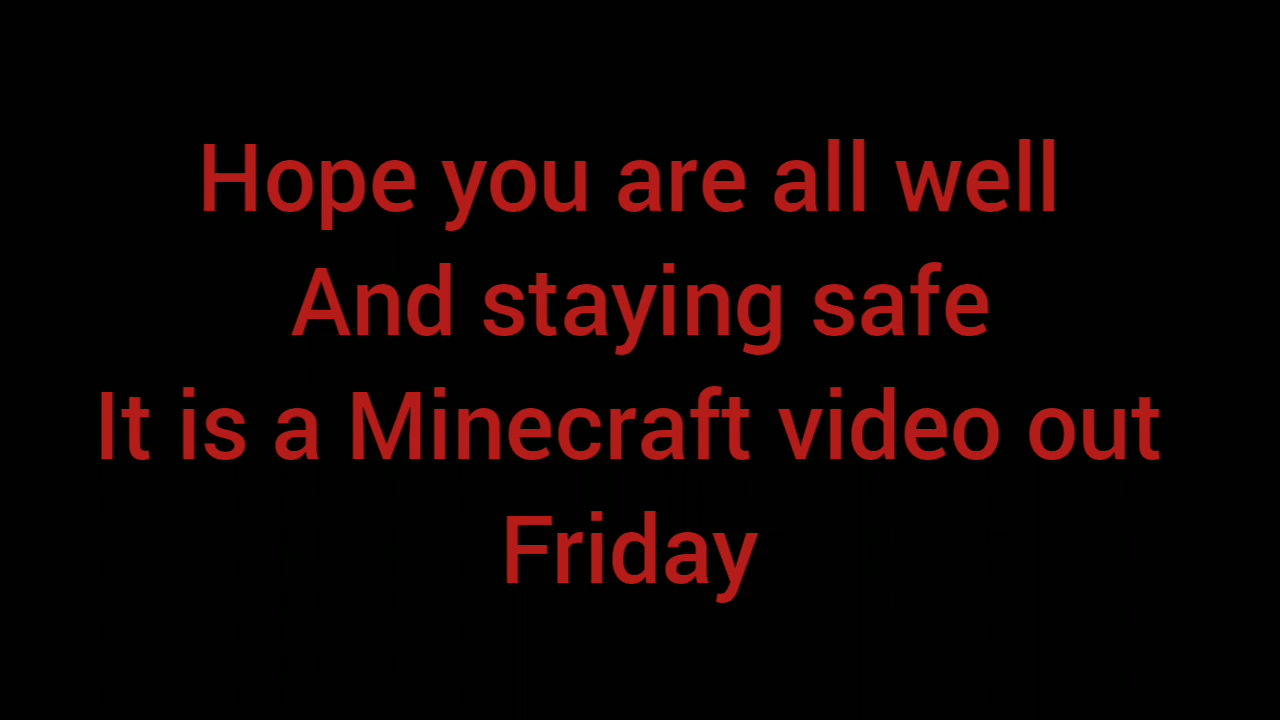 Hope you are all well
And staying safe
It is a Minecraft video out
Friday